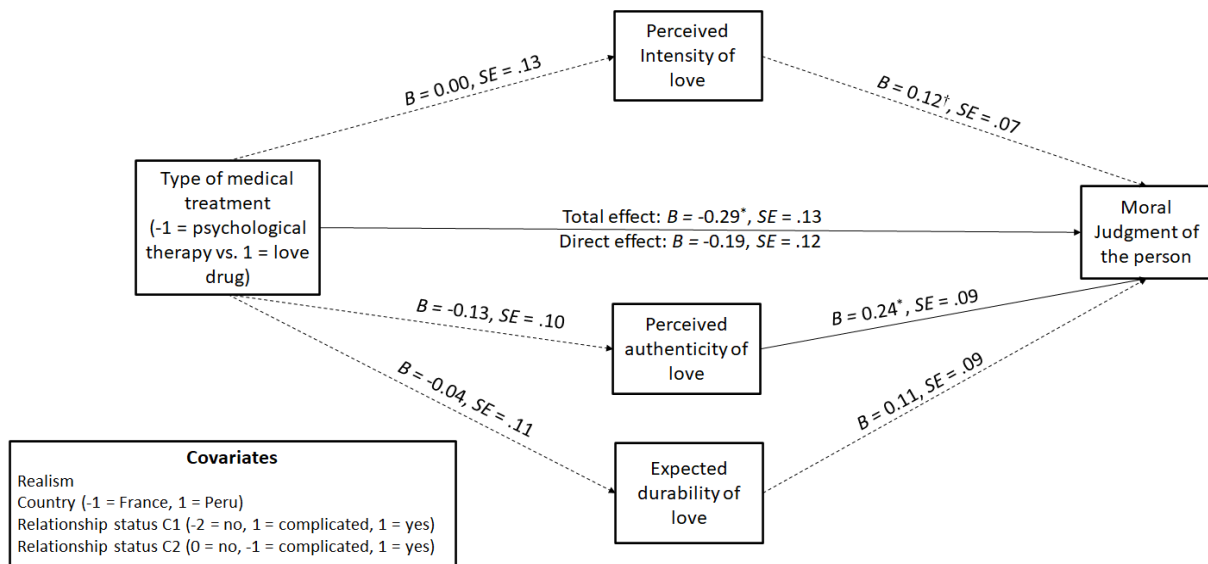 Perceived
Intensity of
love
B = 0.00, SE = .13
B = 0.12†, SE = .07
Type of medical
treatment
(-1 = psychological
therapy vs. 1 = love
drug)
Total effect: B = -0.29*, SE = .13
Direct effect: B = -0.19, SE = .12
Moral
Judgment of
the person
B = -0.13, SE = .10
Perceived
authenticity of
love
B = 0.24*, SE = .09
B = -0.04, SE = .11
Expected
durability of
love
B = 0.11, SE = .09
Covariates
Realism
Country (-1 = France, 1 = Peru)
Relationship status C1 (-2 = no, 1 = complicated, 1 = yes)
Relationship status C2 (0 = no, -1 = complicated, 1 = yes)